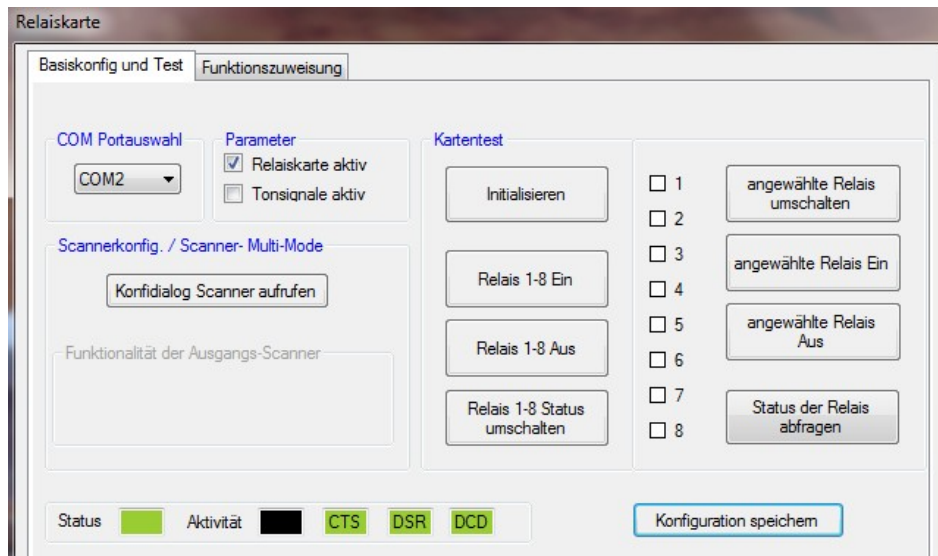 Relaiskarte
Basiskonfig und Test
Funktionszuweisung
COM Portauswahl
COM2
Parameter
Relaiskarte aktiv
Tonsignale aktiv
Scannerkonfig. / Scanner- Multi-Mode
Konfidialog Scanner aufrufen
Funktionalität der Ausgangs-Scanner
Kartentest
Initialisieren
Relais 1-8 Ein
Relais 1-8 Aus
Relais 1-8 Status
umschalten
1
2
3
4
5
6
7
8
angewählte Relais
umschalten
angewählte Relais Ein
angewählte Relais
Aus
Status der Relais
abfragen
Status
Aktivität
CTS
DSR
DCD
Konfiguration speichern